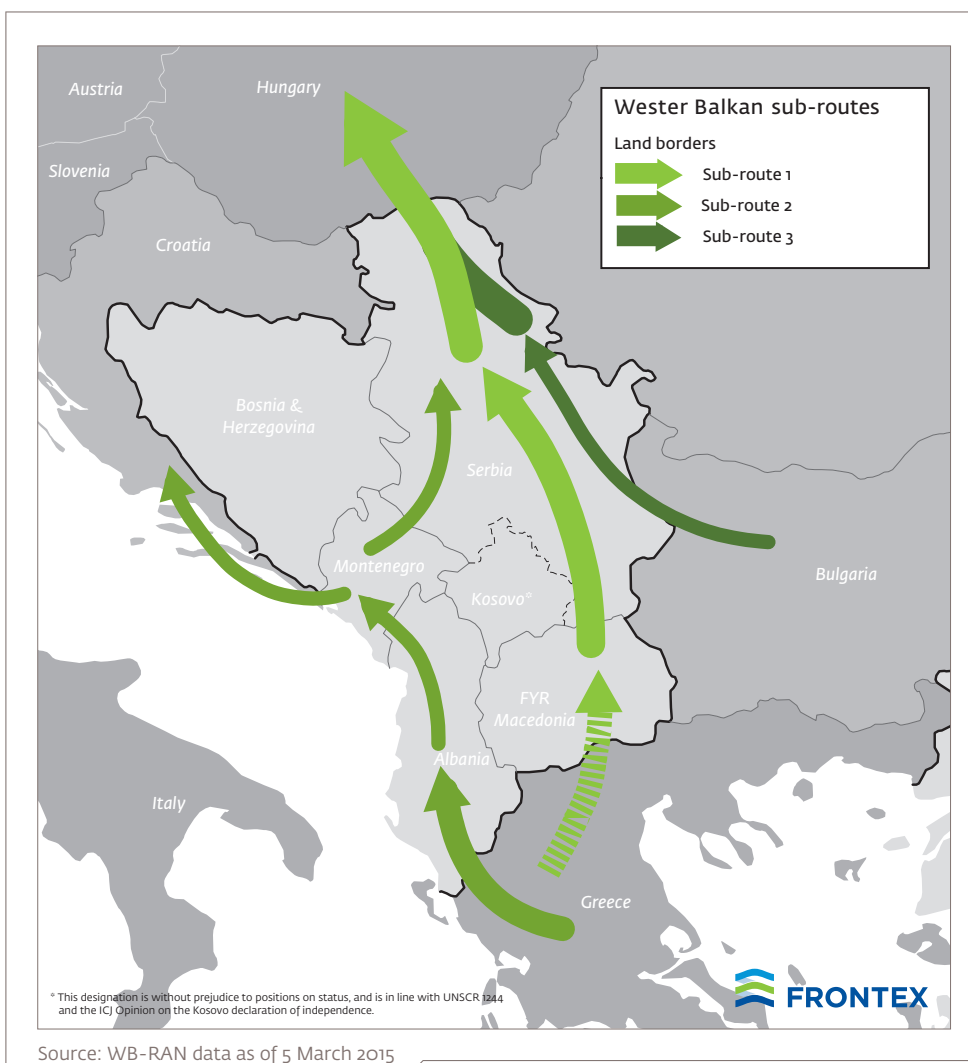 Austria
Hungary
Wester Balkan sub-routes
Land borders
Sub-route 1
Sub-route 2
Sub-route 3
Slovenia
Croatia
Bosnia &
Herzegovina
Serbia
Montenegro
Kosovo°
Bulgaria
FYR
Macedonia
Albania
Italy
Greece
° This designation is without prejudice to positions on status, and is in line with UNSCR 1244
and the ICJ Opinion on the Kosovo declaration of independence.
FRONTEX
Source: WB-RAN data as of 5 March 2015